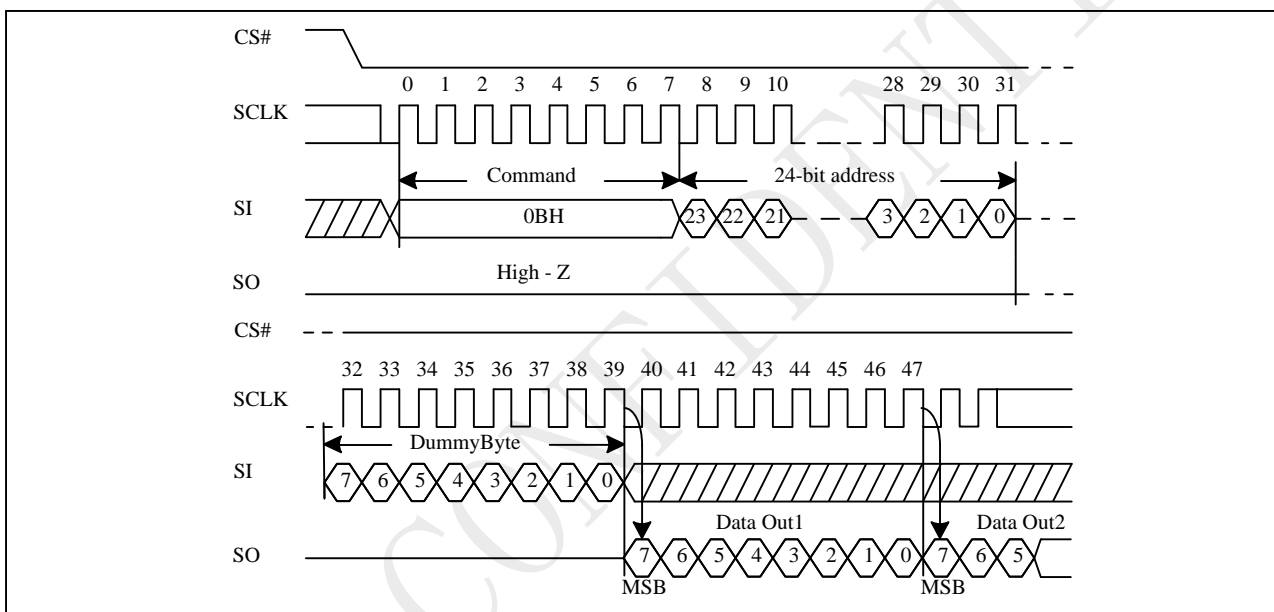 CS#
0 1 2 3 4 5 6 7 8 9 10 28 29 30 31
SCLK
Command 24-bit address
SI 0BH 23 22 21 3 2 1 0
High - Z
SO
CS#
32 33 34 35 36 37 38 39 40 41 42 43 44 45 46 47
SCLK
DummyByte
SI 7 6 5 4 3 2 1 0
Data Out1 Data Out2
SO 7 6 5 4 3 2 1 0 7 6 5
MSB MSB